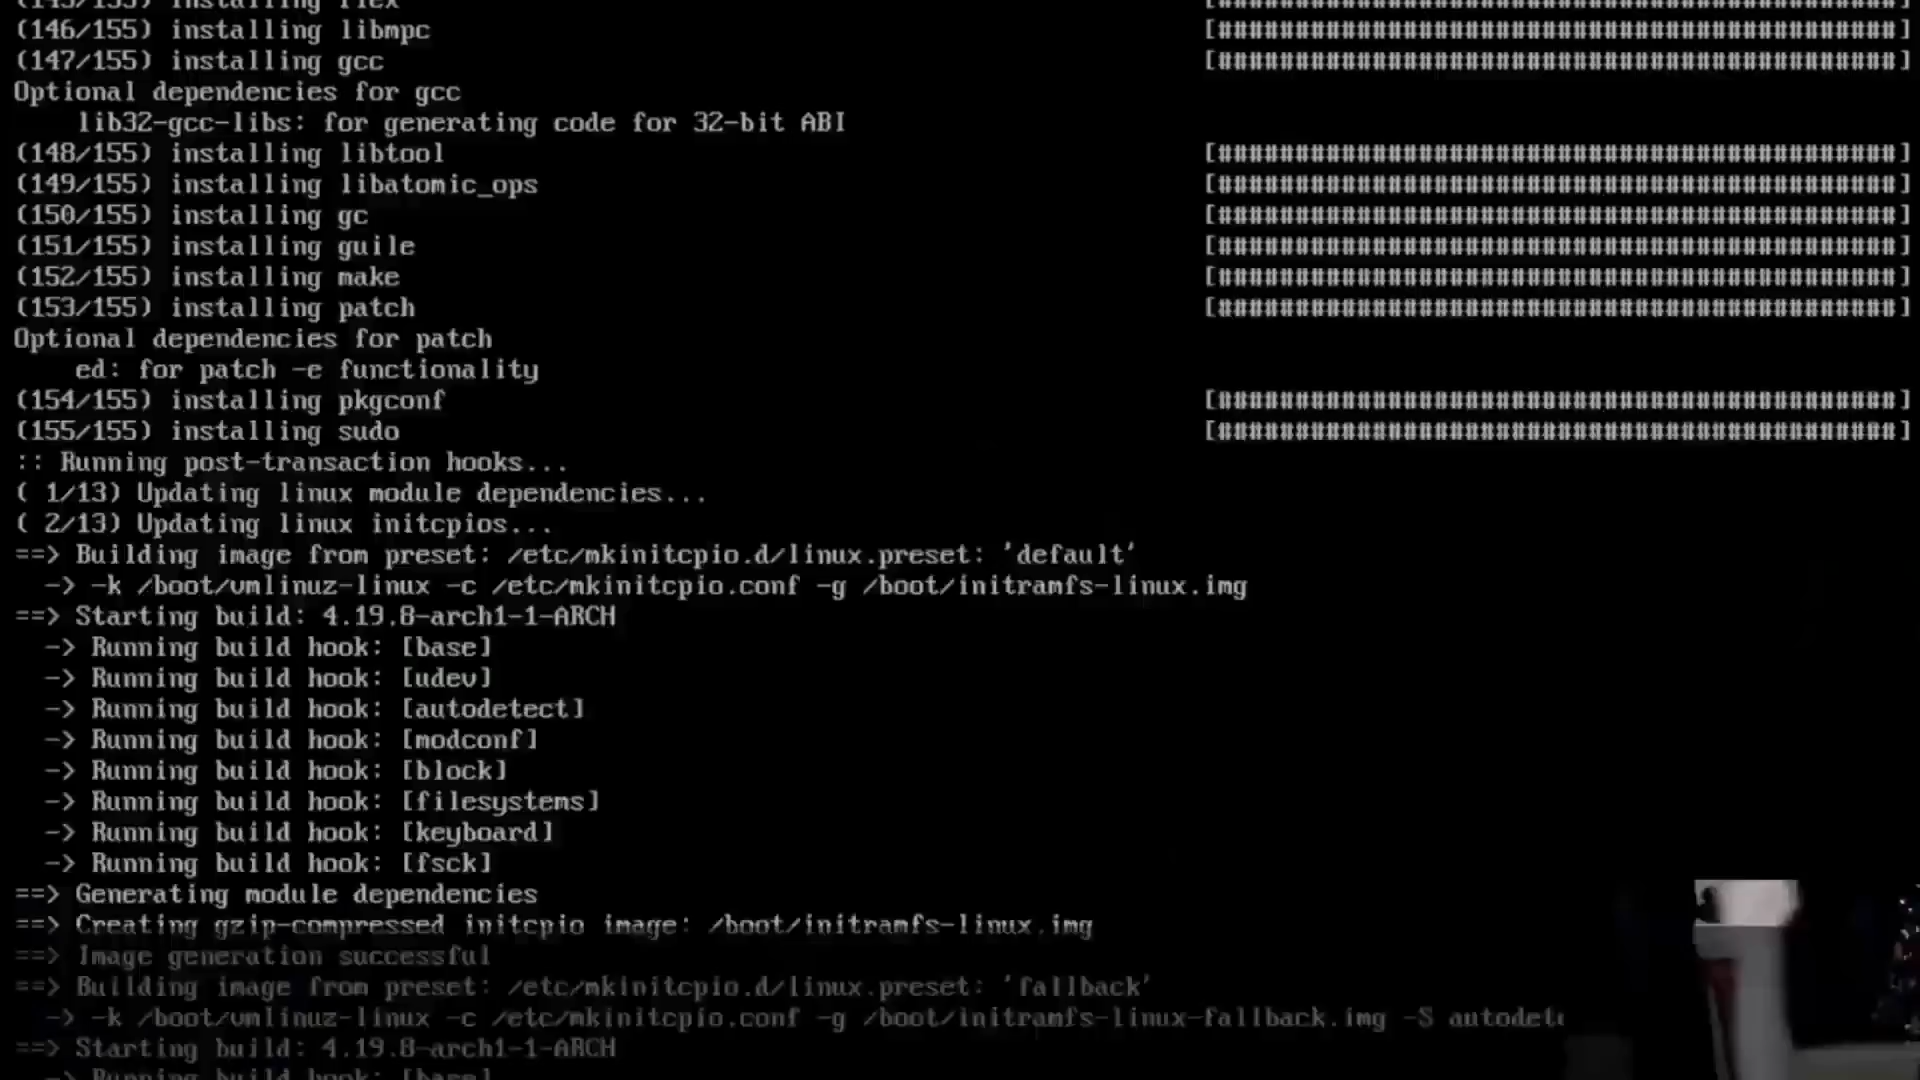 (145/155) installing flex [############################################]
(146/155) installing libmpc [############################################]
(147/155) installing gcc [############################################]
Optional dependencies for gcc
lib32-gcc-libs: for generating code for 32-bit ABI
(148/155) installing libtool [############################################]
(149/155) installing libatomic_ops [############################################]
(150/155) installing gc [############################################]
(151/155) installing guile [############################################]
(152/155) installing make [############################################]
(153/155) installing patch [############################################]
Optional dependencies for patch
ed: for patch -e functionality
(154/155) installing pkgconf [############################################]
(155/155) installing sudo [############################################]
:: Running post-transaction hooks...
( 1/13) Updating linux module dependencies...
( 2/13) Updating linux initcpios...
==> Building image from preset: /etc/mkinitcpio.d/linux.preset: 'default'
-> -k /boot/vmlinuz-linux -c /etc/mkinitcpio.conf -g /boot/initramfs-linux.img
==> Starting build: 4.19.8-arch1-1-ARCH
-> Running build hook: [base]
-> Running build hook: [udev]
-> Running build hook: [autodetect]
-> Running build hook: [modconf]
-> Running build hook: [block]
-> Running build hook: [filesystems]
-> Running build hook: [keyboard]
-> Running build hook: [fsck]
==> Generating module dependencies
==> Creating gzip-compressed initcpio image: /boot/initramfs-linux.img
==> Image generation successful
==> Building image from preset: /etc/mkinitcpio.d/linux.preset: 'fallback'
-> -k /boot/vmlinuz-linux -c /etc/mkinitcpio.conf -g /boot/initramfs-linux-fallback.img -S autodete
==> Starting build: 4.19.8-arch1-1-ARCH
-> Running build hook: [base]